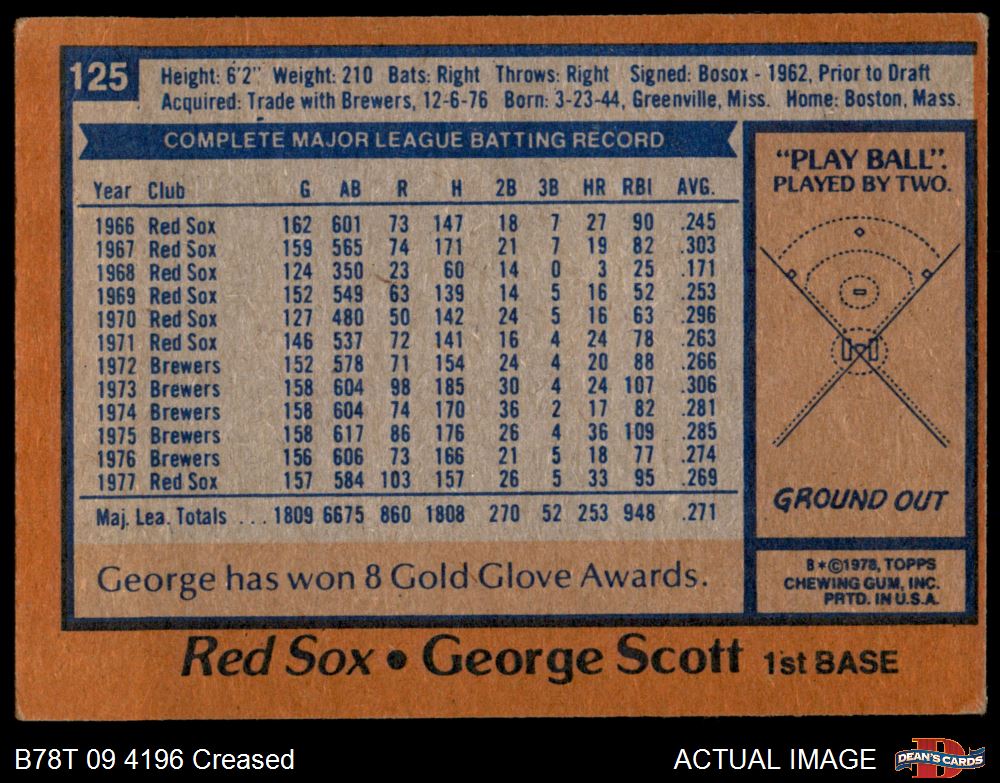 125
Height: 6'2" Weight: 210 Bats: Right Throws: Right Signed: Bosox - 1962, Prior to Draft
Acquired: Trade with Brewers, 12-6-76 Born: 3-23-44, Greenville, Miss. Home: Boston, Mass.
COMPLETE MAJOR LEAGUE BATTING RECORD
Year Club G AB R H 2B 3B HR RBI AVG.
1966 Red Sox 162 601 73 147 18 7 27 90 .245
1967 Red Sox 159 565 74 171 21 7 19 82 .303
1968 Red Sox 124 350 23 60 14 0 3 25 .171
1969 Red Sox 152 549 63 139 14 5 16 52 .253
1970 Red Sox 127 480 50 142 24 5 16 63 .296
1971 Red Sox 146 537 72 141 16 4 24 78 .263
1972 Brewers 152 578 71 154 24 4 20 88 .266
1973 Brewers 158 604 98 185 30 4 24 107 .306
1974 Brewers 158 604 74 170 36 2 17 82 .281
1975 Brewers 158 617 86 176 26 4 36 109 .285
1976 Brewers 156 606 73 166 21 5 18 77 .274
1977 Red Sox 157 584 103 157 26 5 33 95 .269
Maj. Lea. Totals ... 1809 6675 860 1808 270 52 253 948 .271
George has won 8 Gold Glove Awards.
"PLAY BALL".
PLAYED BY TWO.
GROUND OUT
B*©1978, TOPPS
CHEWING GUM, INC.
PRTD. IN U.S.A.
Red Sox • George Scott 1st BASE
B78T 09 4196 Creased
ACTUAL IMAGE
DEAN'S CARDS